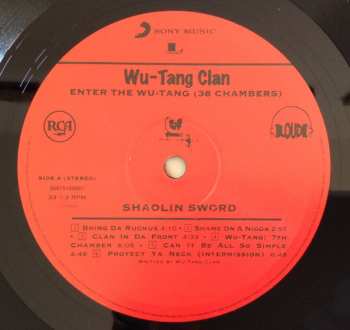 SONY MUSIC
L
Wu-Tang Clan
ENTER THE WU-TANG (36 CHAMBERS)
RCA
LOUD
SIDE A (STEREO)
33 1/3 RPM
SHAOLIN SWORD
1 Bring Da Ruckus 4:10 2 Shame On A Nigga 2:57
3 Clan In Da Front 4:33 4 Wu-Tang: 7th
Chamber 6:05 5 Can It Be All So Simple
6:46 6 Protect Ya Neck (Intermission) 6:48
Written by Wu-Tang Clan